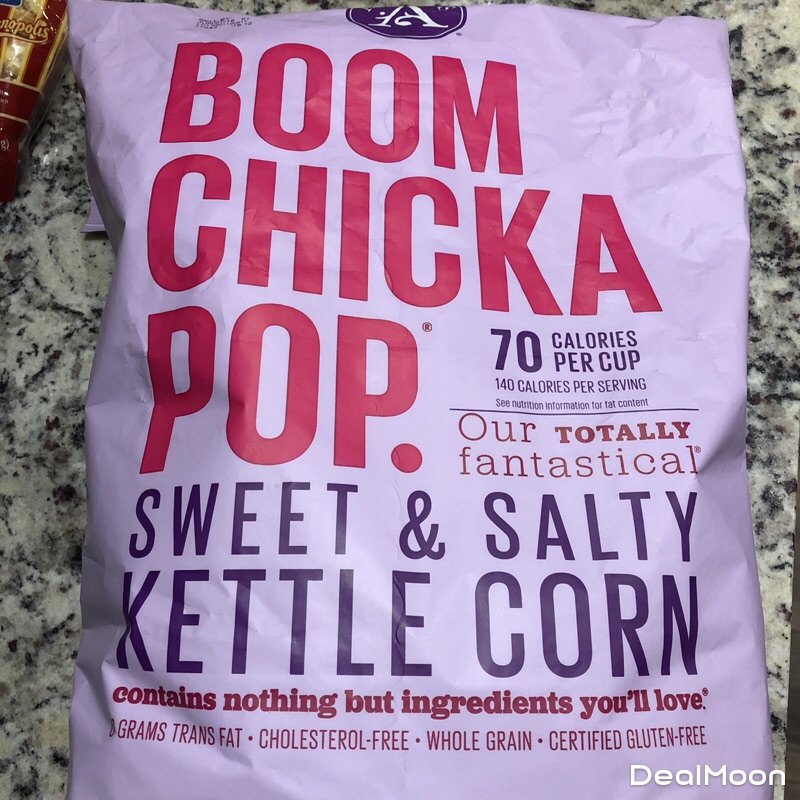 nopolis
A
BOOM
CHICKA
POP.®
70 CALORIES
PER CUP
140 CALORIES PER SERVING
See nutrition information for fat content
Our TOTALLY
fantastical®
SWEET & SALTY
KETTLE CORN
contains nothing but ingredients you'll love.®
GRAMS TRANS FAT • CHOLESTEROL-FREE • WHOLE GRAIN • CERTIFIED GLUTEN-FREE
DealMoon